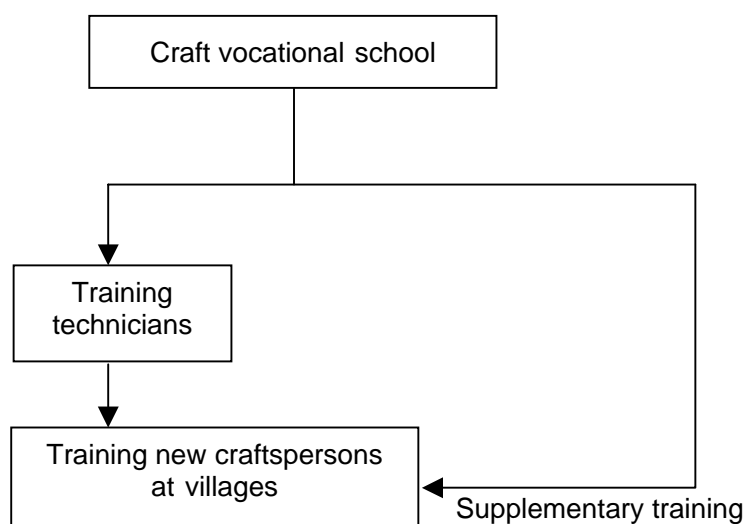 Craft vocational school
Training
technicians
Training new craftspersons
at villages
Supplementary training